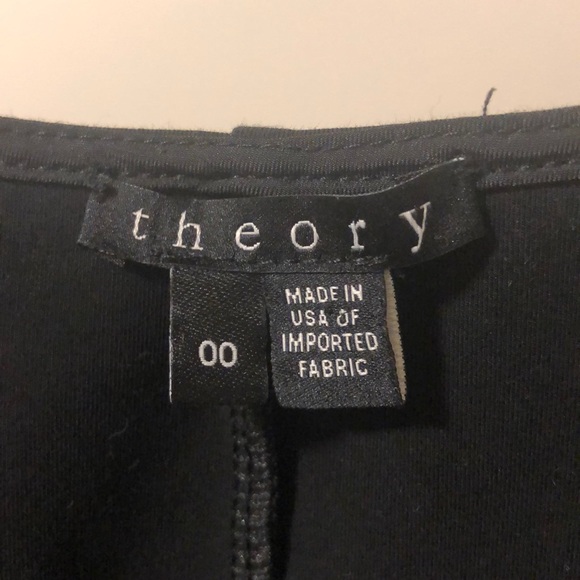 theory
00
MADE IN
USA OF
IMPORTED
FABRIC